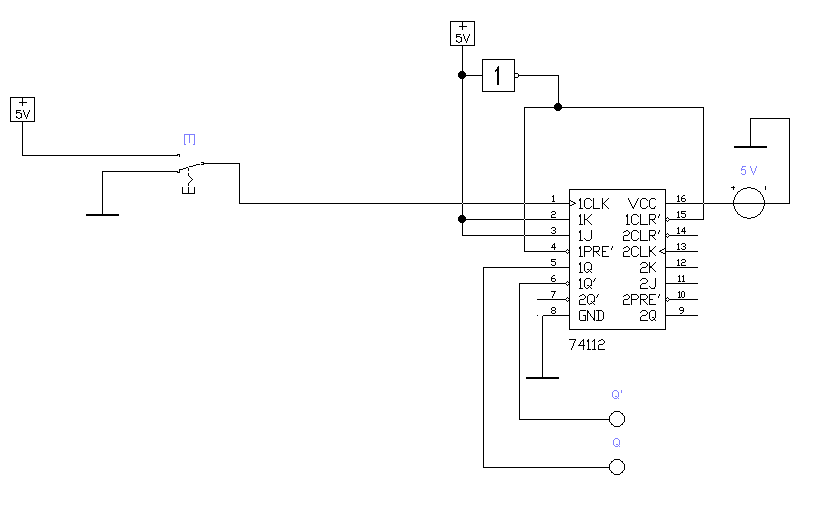 +
5V
1
+
5V
[E]
E
5 V
+
'
1 1CLK VCC 16
2 1K 1CLR' 15
3 1J 2CLR' 14
4 1PRE' 2CLK 13
5 1Q 2K 12
6 1Q' 2J 11
7 2Q' 2PRE' 10
8 GND 2Q 9
74112
Q'
Q